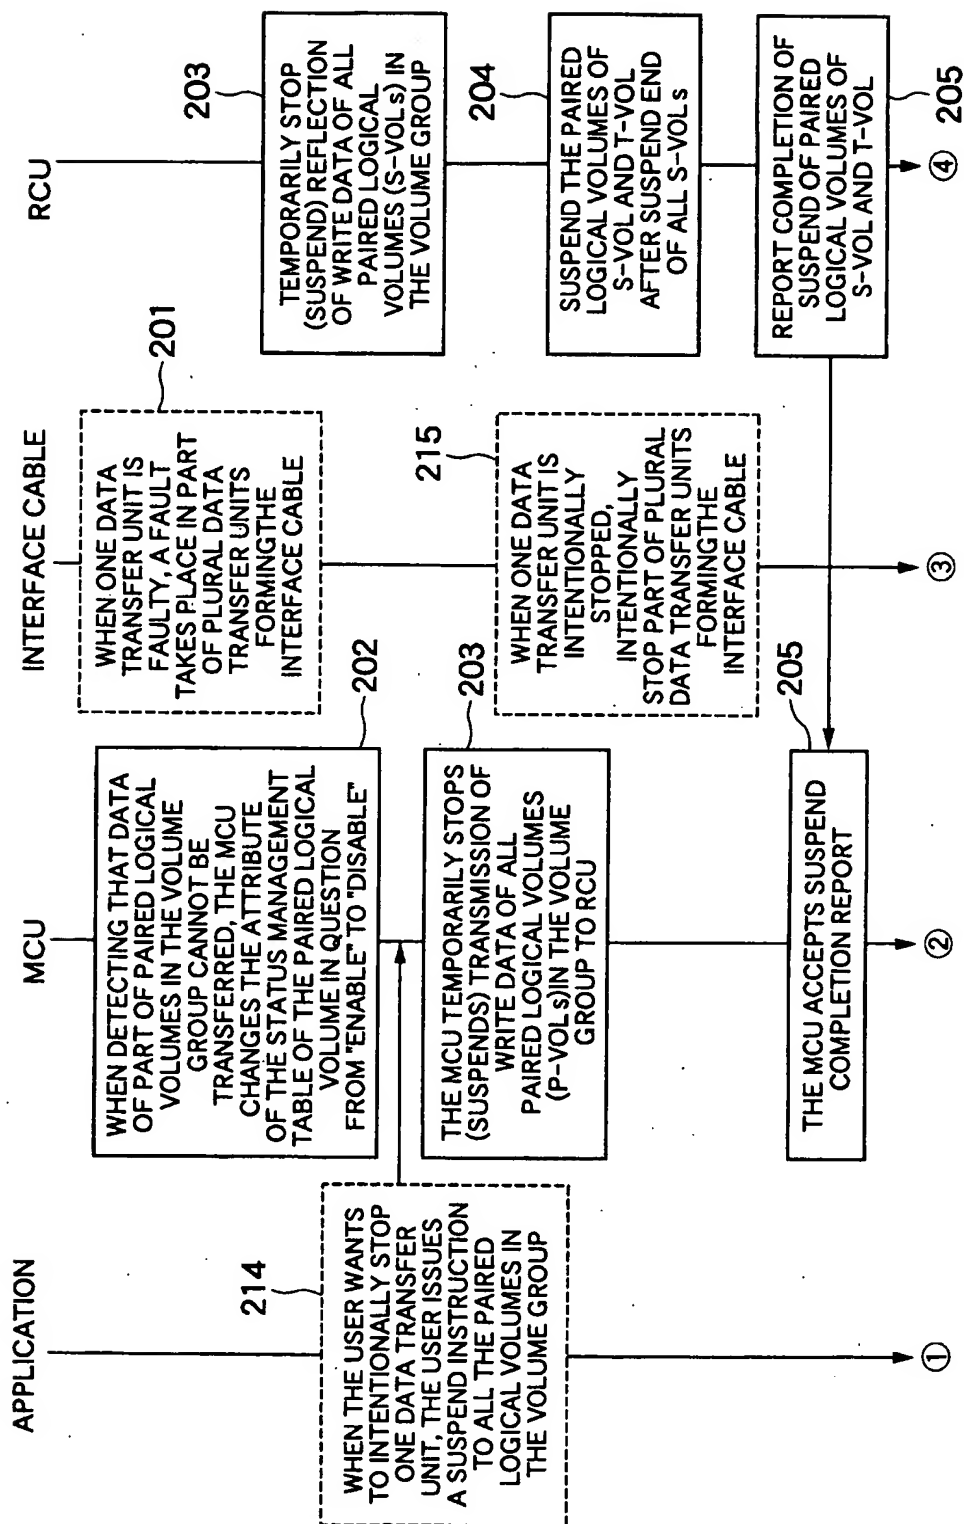 APPLICATION
214
WHEN THE USER WANTS
TO INTENTIONALLY STOP
ONE DATA TRANSFER
UNIT, THE USER ISSUES
A SUSPEND INSTRUCTION
TO ALL THE PAIRED
LOGICAL VOLUMES IN
THE VOLUME GROUP
①
MCU
WHEN DETECTING THAT DATA
OF PART OF PAIRED LOGICAL
VOLUMES IN THE VOLUME
GROUP CANNOT BE
TRANSFERRED, THE MCU
CHANGES THE ATTRIBUTE
OF THE STATUS MANAGEMENT
TABLE OF THE PAIRED LOGICAL
VOLUME IN QUESTION
FROM "ENABLE" TO "DISABLE"
202
203
THE MCU TEMPORARILY STOPS
(SUSPENDS) TRANSMISSION OF
WRITE DATA OF ALL
PAIRED LOGICAL VOLUMES
(P-VOLs)IN THE VOLUME
GROUP TO RCU
205
THE MCU ACCEPTS SUSPEND
COMPLETION REPORT
②
INTERFACE CABLE
201
WHEN ONE DATA
TRANSFER UNIT IS
FAULTY, A FAULT
TAKES PLACE IN PART
OF PLURAL DATA
TRANSFER UNITS
FORMING THE
INTERFACE CABLE
215
WHEN ONE DATA
TRANSFER UNIT IS
INTENTIONALLY
STOPPED,
INTENTIONALLY
STOP PART OF PLURAL
DATA TRANSFER UNITS
FORMINGTHE
INTERFACE CABLE
③
RCU
203
TEMPORARILY STOP
(SUSPEND) REFLECTION
OF WRITE DATA OF ALL
PAIRED LOGICAL
VOLUMES (S-VOLs) IN
THE VOLUME GROUP
204
SUSPEND THE PAIRED
LOGICAL VOLUMES OF
S-VOL AND T-VOL
AFTER SUSPEND END
OF ALL S-VOLs
REPORT COMPLETION OF
SUSPEND OF PAIRED
LOGICAL VOLUMES OF
S-VOL AND T-VOL
205
④